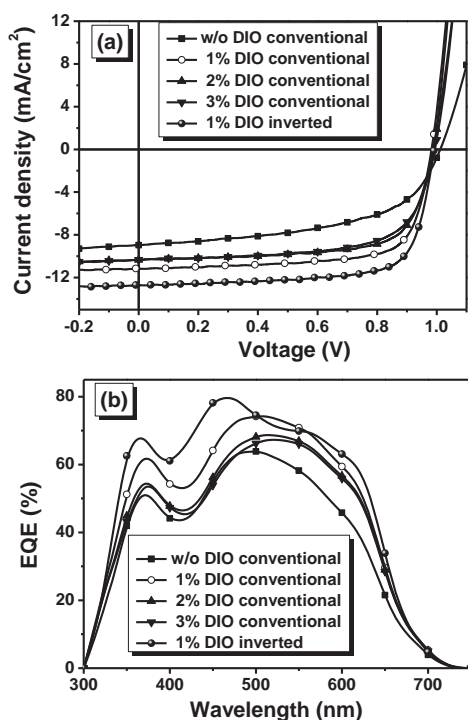 (a)
w/o DIO conventional
1% DIO conventional
2% DIO conventional
3% DIO conventional
1% DIO inverted
Current density (mA/cm²)
12
8
4
0
-4
-8
-12
-0.2 0.0 0.2 0.4 0.6 0.8 1.0
Voltage (V)
(b)
EQE (%)
80
60
40
20
0
w/o DIO conventional
1% DIO conventional
2% DIO conventional
3% DIO conventional
1% DIO inverted
300 400 500 600 700
Wavelength (nm)